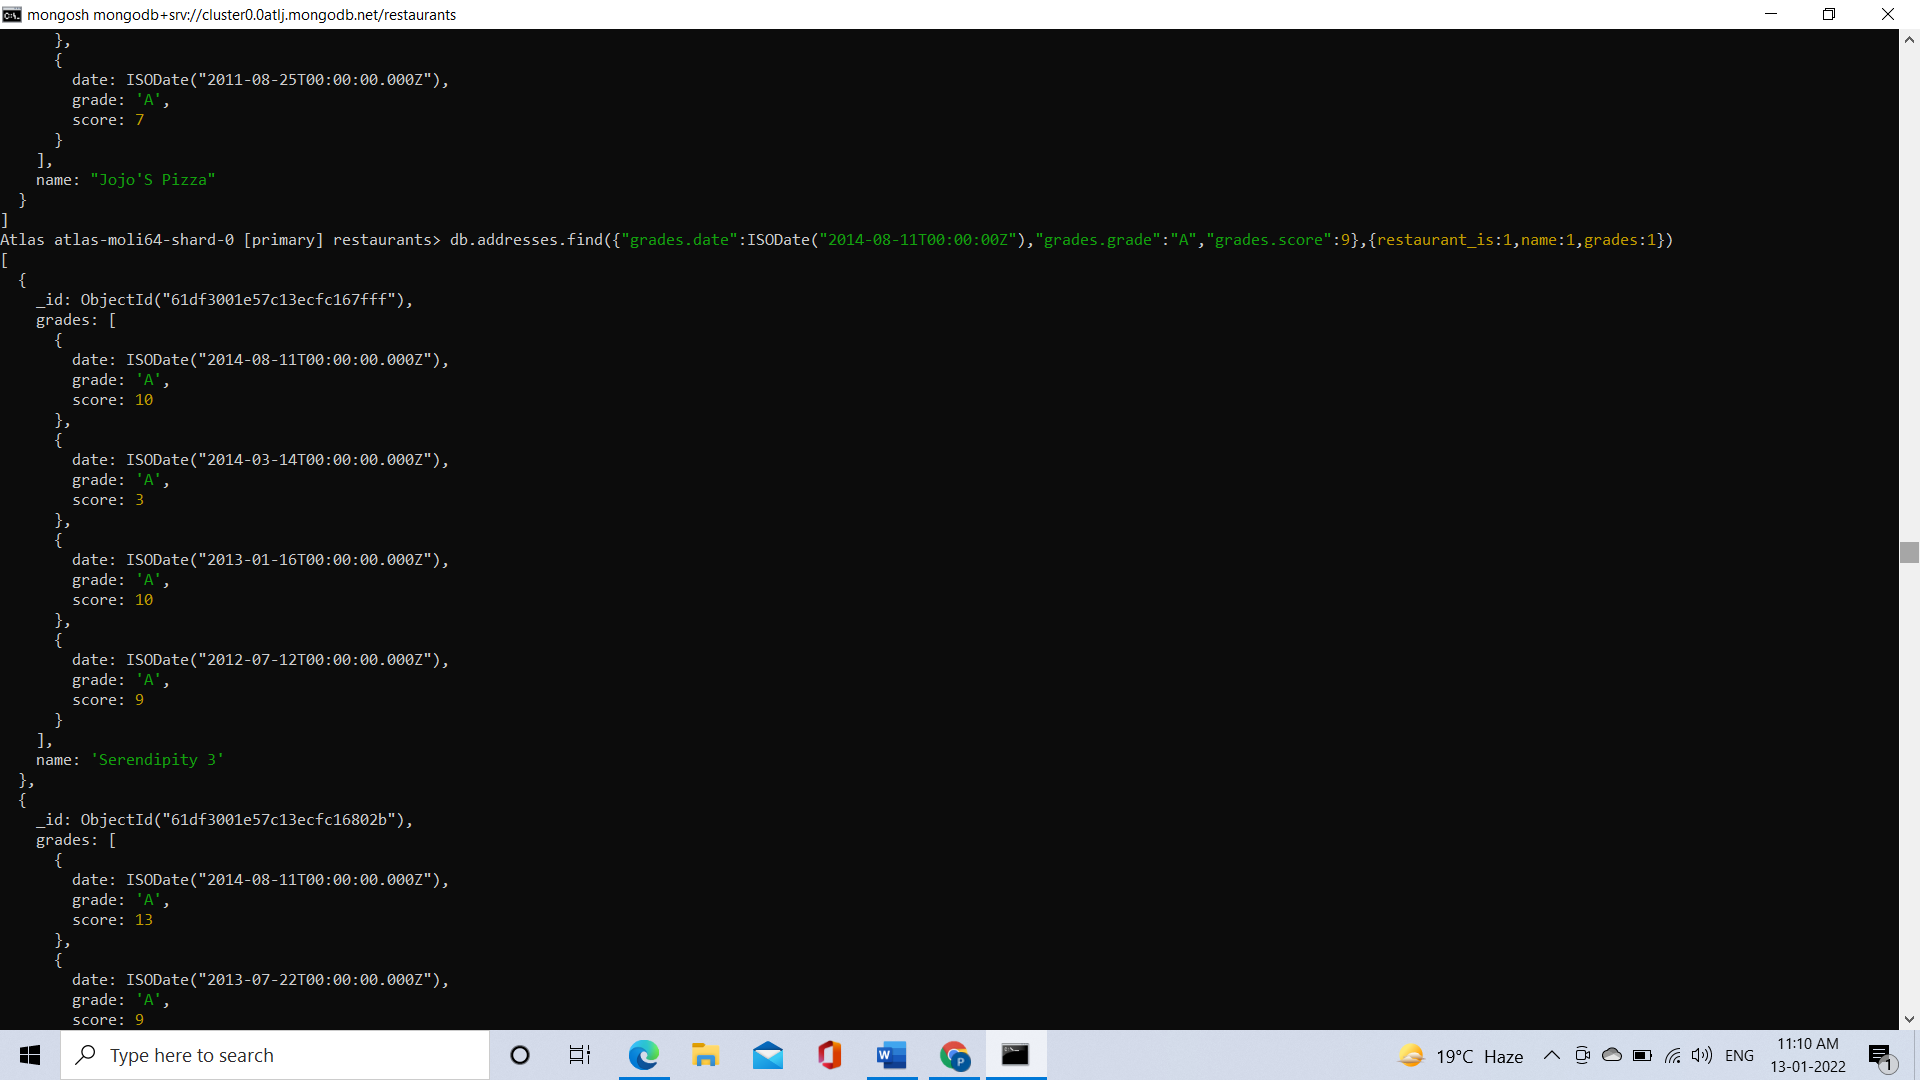 mongosh mongodb+srv://cluster0.0atlj.mongodb.net/restaurants
    },
    {
      date: ISODate("2011-08-25T00:00:00.000Z"),
      grade: 'A',
      score: 7
    }
  ],
  name: "Jojo'S Pizza"
}
]
Atlas atlas-moli64-shard-0 [primary] restaurants> db.addresses.find({"grades.date":ISODate("2014-08-11T00:00:00Z"),"grades.grade":"A","grades.score":9},{restaurant_is:1,name:1,grades:1})
[
  {
    _id: ObjectId("61df3001e57c13ecfc167fff"),
    grades: [
      {
        date: ISODate("2014-08-11T00:00:00.000Z"),
        grade: 'A',
        score: 10
      },
      {
        date: ISODate("2014-03-14T00:00:00.000Z"),
        grade: 'A',
        score: 3
      },
      {
        date: ISODate("2013-01-16T00:00:00.000Z"),
        grade: 'A',
        score: 10
      },
      {
        date: ISODate("2012-07-12T00:00:00.000Z"),
        grade: 'A',
        score: 9
      }
    ],
    name: 'Serendipity 3'
  },
  {
    _id: ObjectId("61df3001e57c13ecfc16802b"),
    grades: [
      {
        date: ISODate("2014-08-11T00:00:00.000Z"),
        grade: 'A',
        score: 13
      },
      {
        date: ISODate("2013-07-22T00:00:00.000Z"),
        grade: 'A',
        score: 9
Type here to search
19°C Haze
ENG
11:10 AM
13-01-2022
1